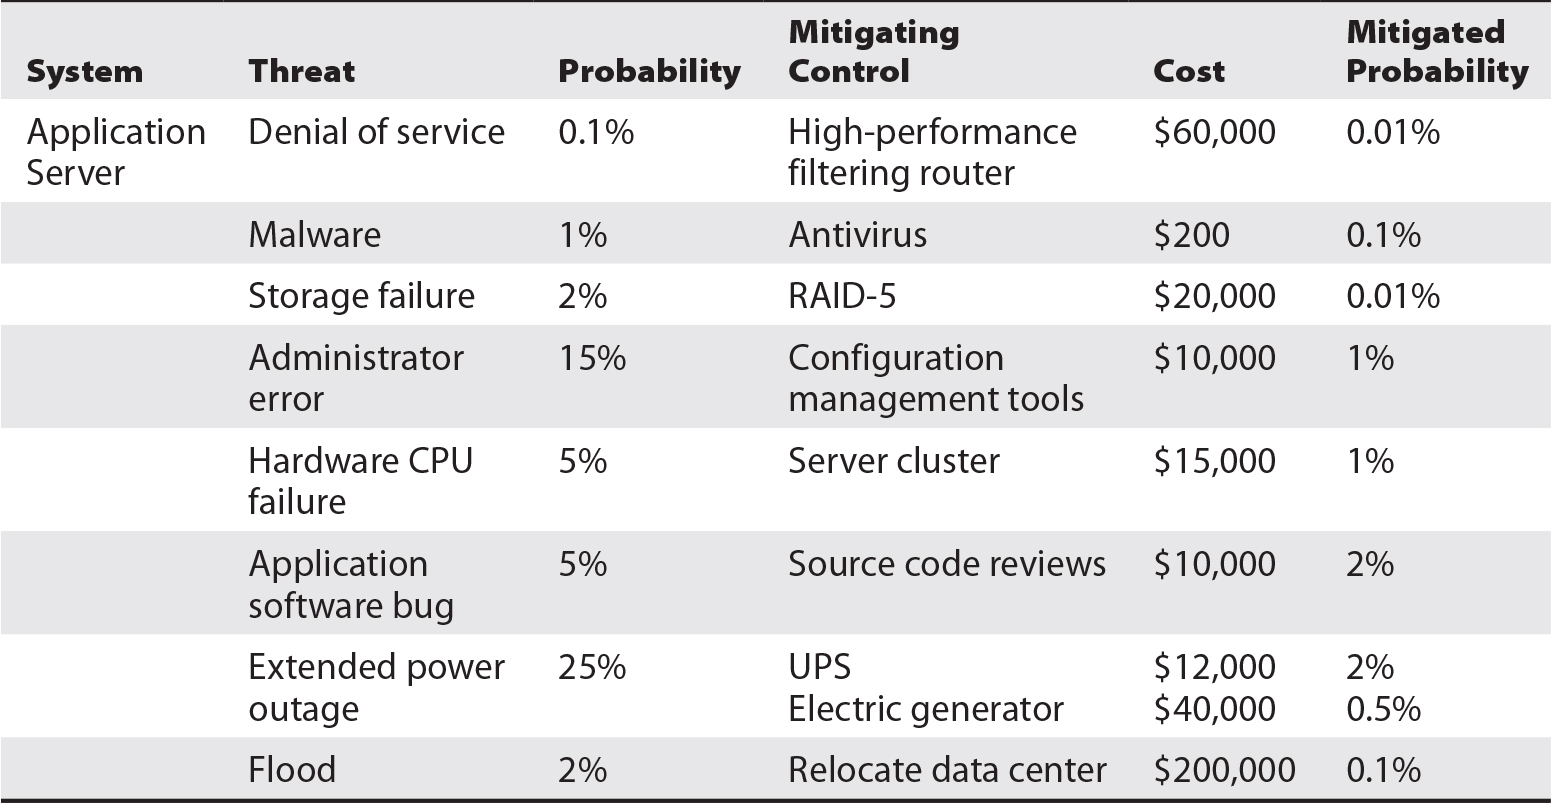 System Threat Probability Mitigating Control Cost Mitigated Probability
Application Server Denial of service 0.1% High-performance filtering router $60,000 0.01%
Malware 1% Antivirus $200 0.1%
Storage failure 2% RAID-5 $20,000 0.01%
Administrator error 15% Configuration management tools $10,000 1%
Hardware CPU failure 5% Server cluster $15,000 1%
Application software bug 5% Source code reviews $10,000 2%
Extended power outage 25% UPS $12,000 2%
Electric generator $40,000 0.5%
Flood 2% Relocate data center $200,000 0.1%